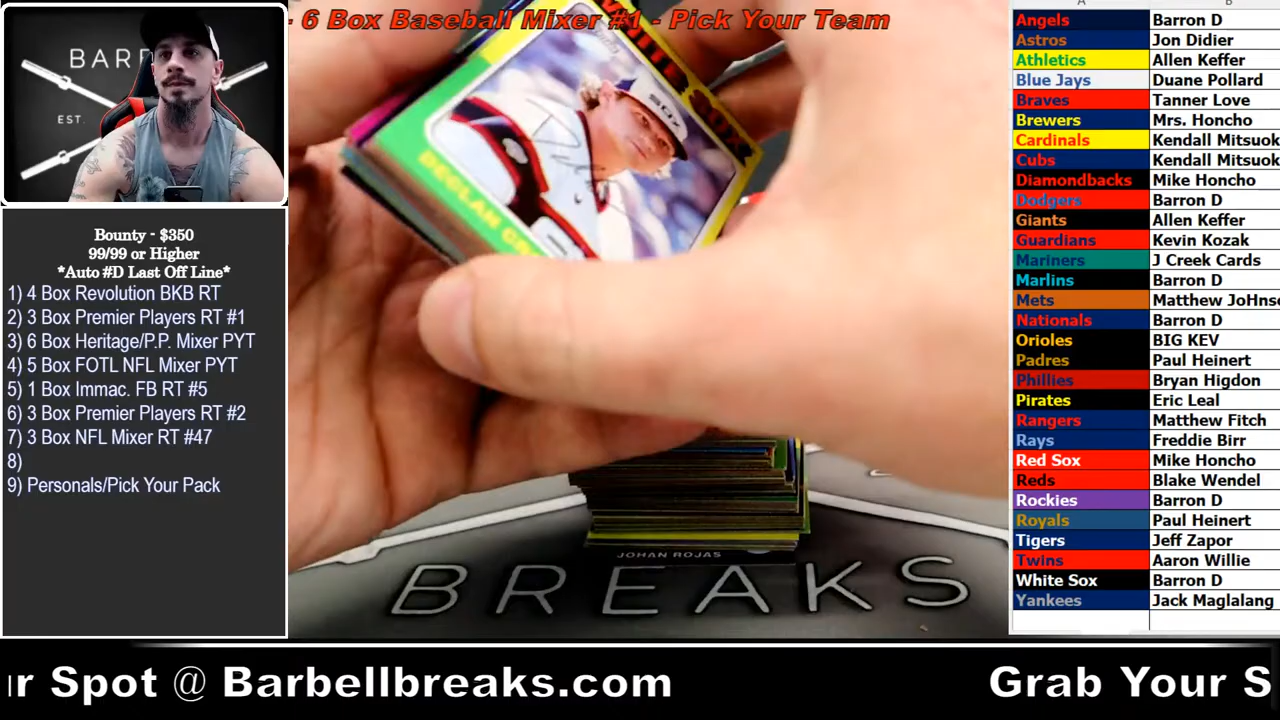 - 6 Box Baseball Mixer #1 - Pick Your Team
BARB
EST.
Bounty - $350
99/99 or Higher
*Auto #D Last Off Line*
1) 4 Box Revolution BKB RT
2) 3 Box Premier Players RT #1
3) 6 Box Heritage/P.P. Mixer PYT
4) 5 Box FOTL NFL Mixer PYT
5) 1 Box Immac. FB RT #5
6) 3 Box Premier Players RT #2
7) 3 Box NFL Mixer RT #47
8)
9) Personals/Pick Your Pack
SOX
SOX
JOHAN ROJAS
BREAKS
A B
Angels Barron D
Astros Jon Didier
Athletics Allen Keffer
Blue Jays Duane Pollard
Braves Tanner Love
Brewers Mrs. Honcho
Cardinals Kendall Mitsuok
Cubs Kendall Mitsuok
Diamondbacks Mike Honcho
Dodgers Barron D
Giants Allen Keffer
Guardians Kevin Kozak
Mariners J Creek Cards
Marlins Barron D
Mets Matthew JoHnso
Nationals Barron D
Orioles BIG KEV
Padres Paul Heinert
Phillies Bryan Higdon
Pirates Eric Leal
Rangers Matthew Fitch
Rays Freddie Birr
Red Sox Mike Honcho
Reds Blake Wendel
Rockies Barron D
Royals Paul Heinert
Tigers Jeff Zapor
Twins Aaron Willie
White Sox Barron D
Yankees Jack Maglalang
ur Spot @ Barbellbreaks.com Grab Your S